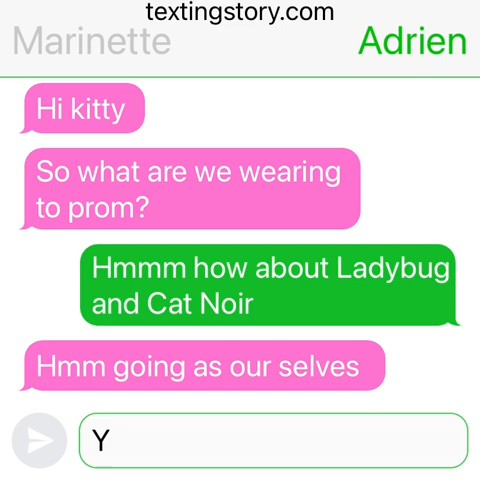 textingstory.com
Marinette
Adrien
Hi kitty
So what are we wearing
to prom?
Hmmm how about Ladybug
and Cat Noir
Hmm going as our selves
Y